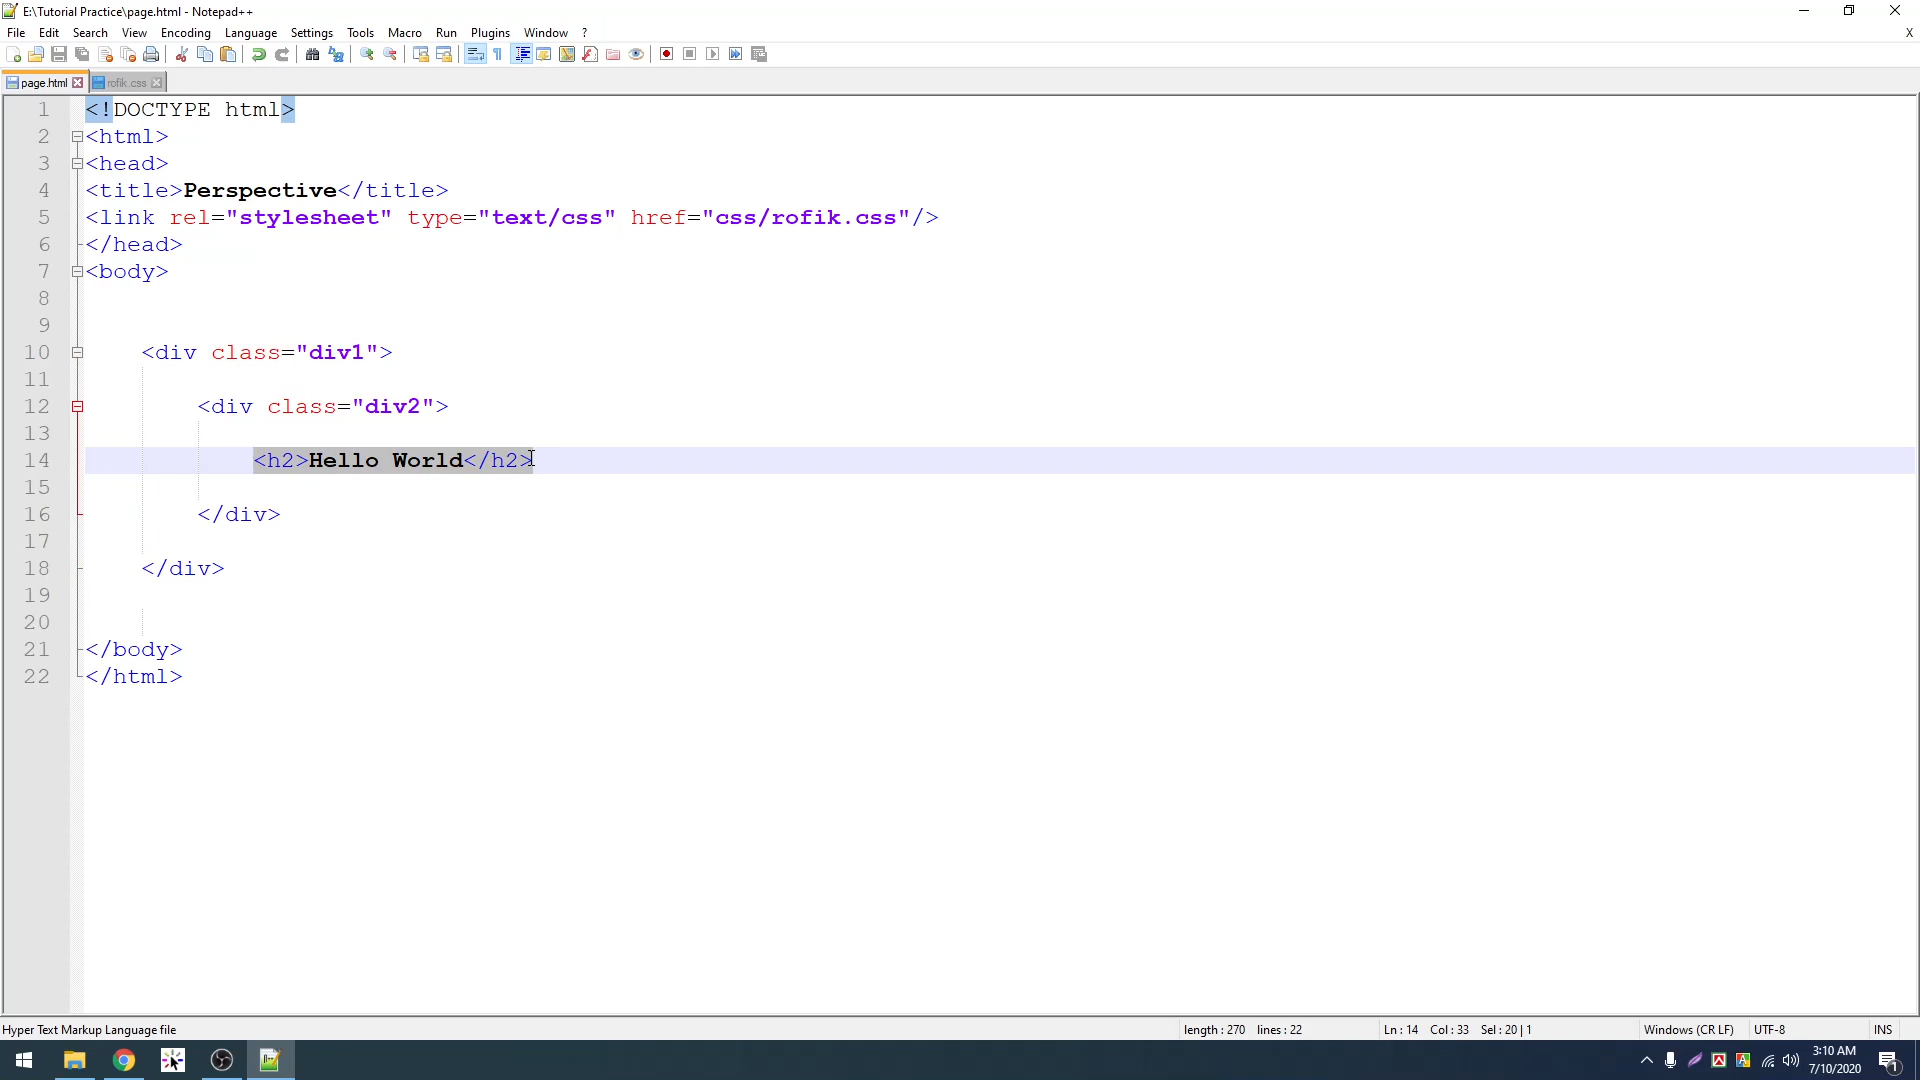 E:\Tutorial Practice\page.html - Notepad++
File Edit Search View Encoding Language Settings Tools Macro Run Plugins Window ? X
page.html rofik.css
1 <!DOCTYPE html>
2 <html>
3 <head>
4 <title>Perspective</title>
5 <link rel="stylesheet" type="text/css" href="css/rofik.css"/>
6 </head>
7 <body>
8
9
10 <div class="div1">
11
12 <div class="div2">
13
14 <h2>Hello World</h2>
15
16 </div>
17
18 </div>
19
20
21 </body>
22 </html>
Hyper Text Markup Language file length : 270 lines : 22 Ln : 14 Col : 33 Sel : 20 | 1 Windows (CR LF) UTF-8 INS
3:10 AM
7/10/2020
1